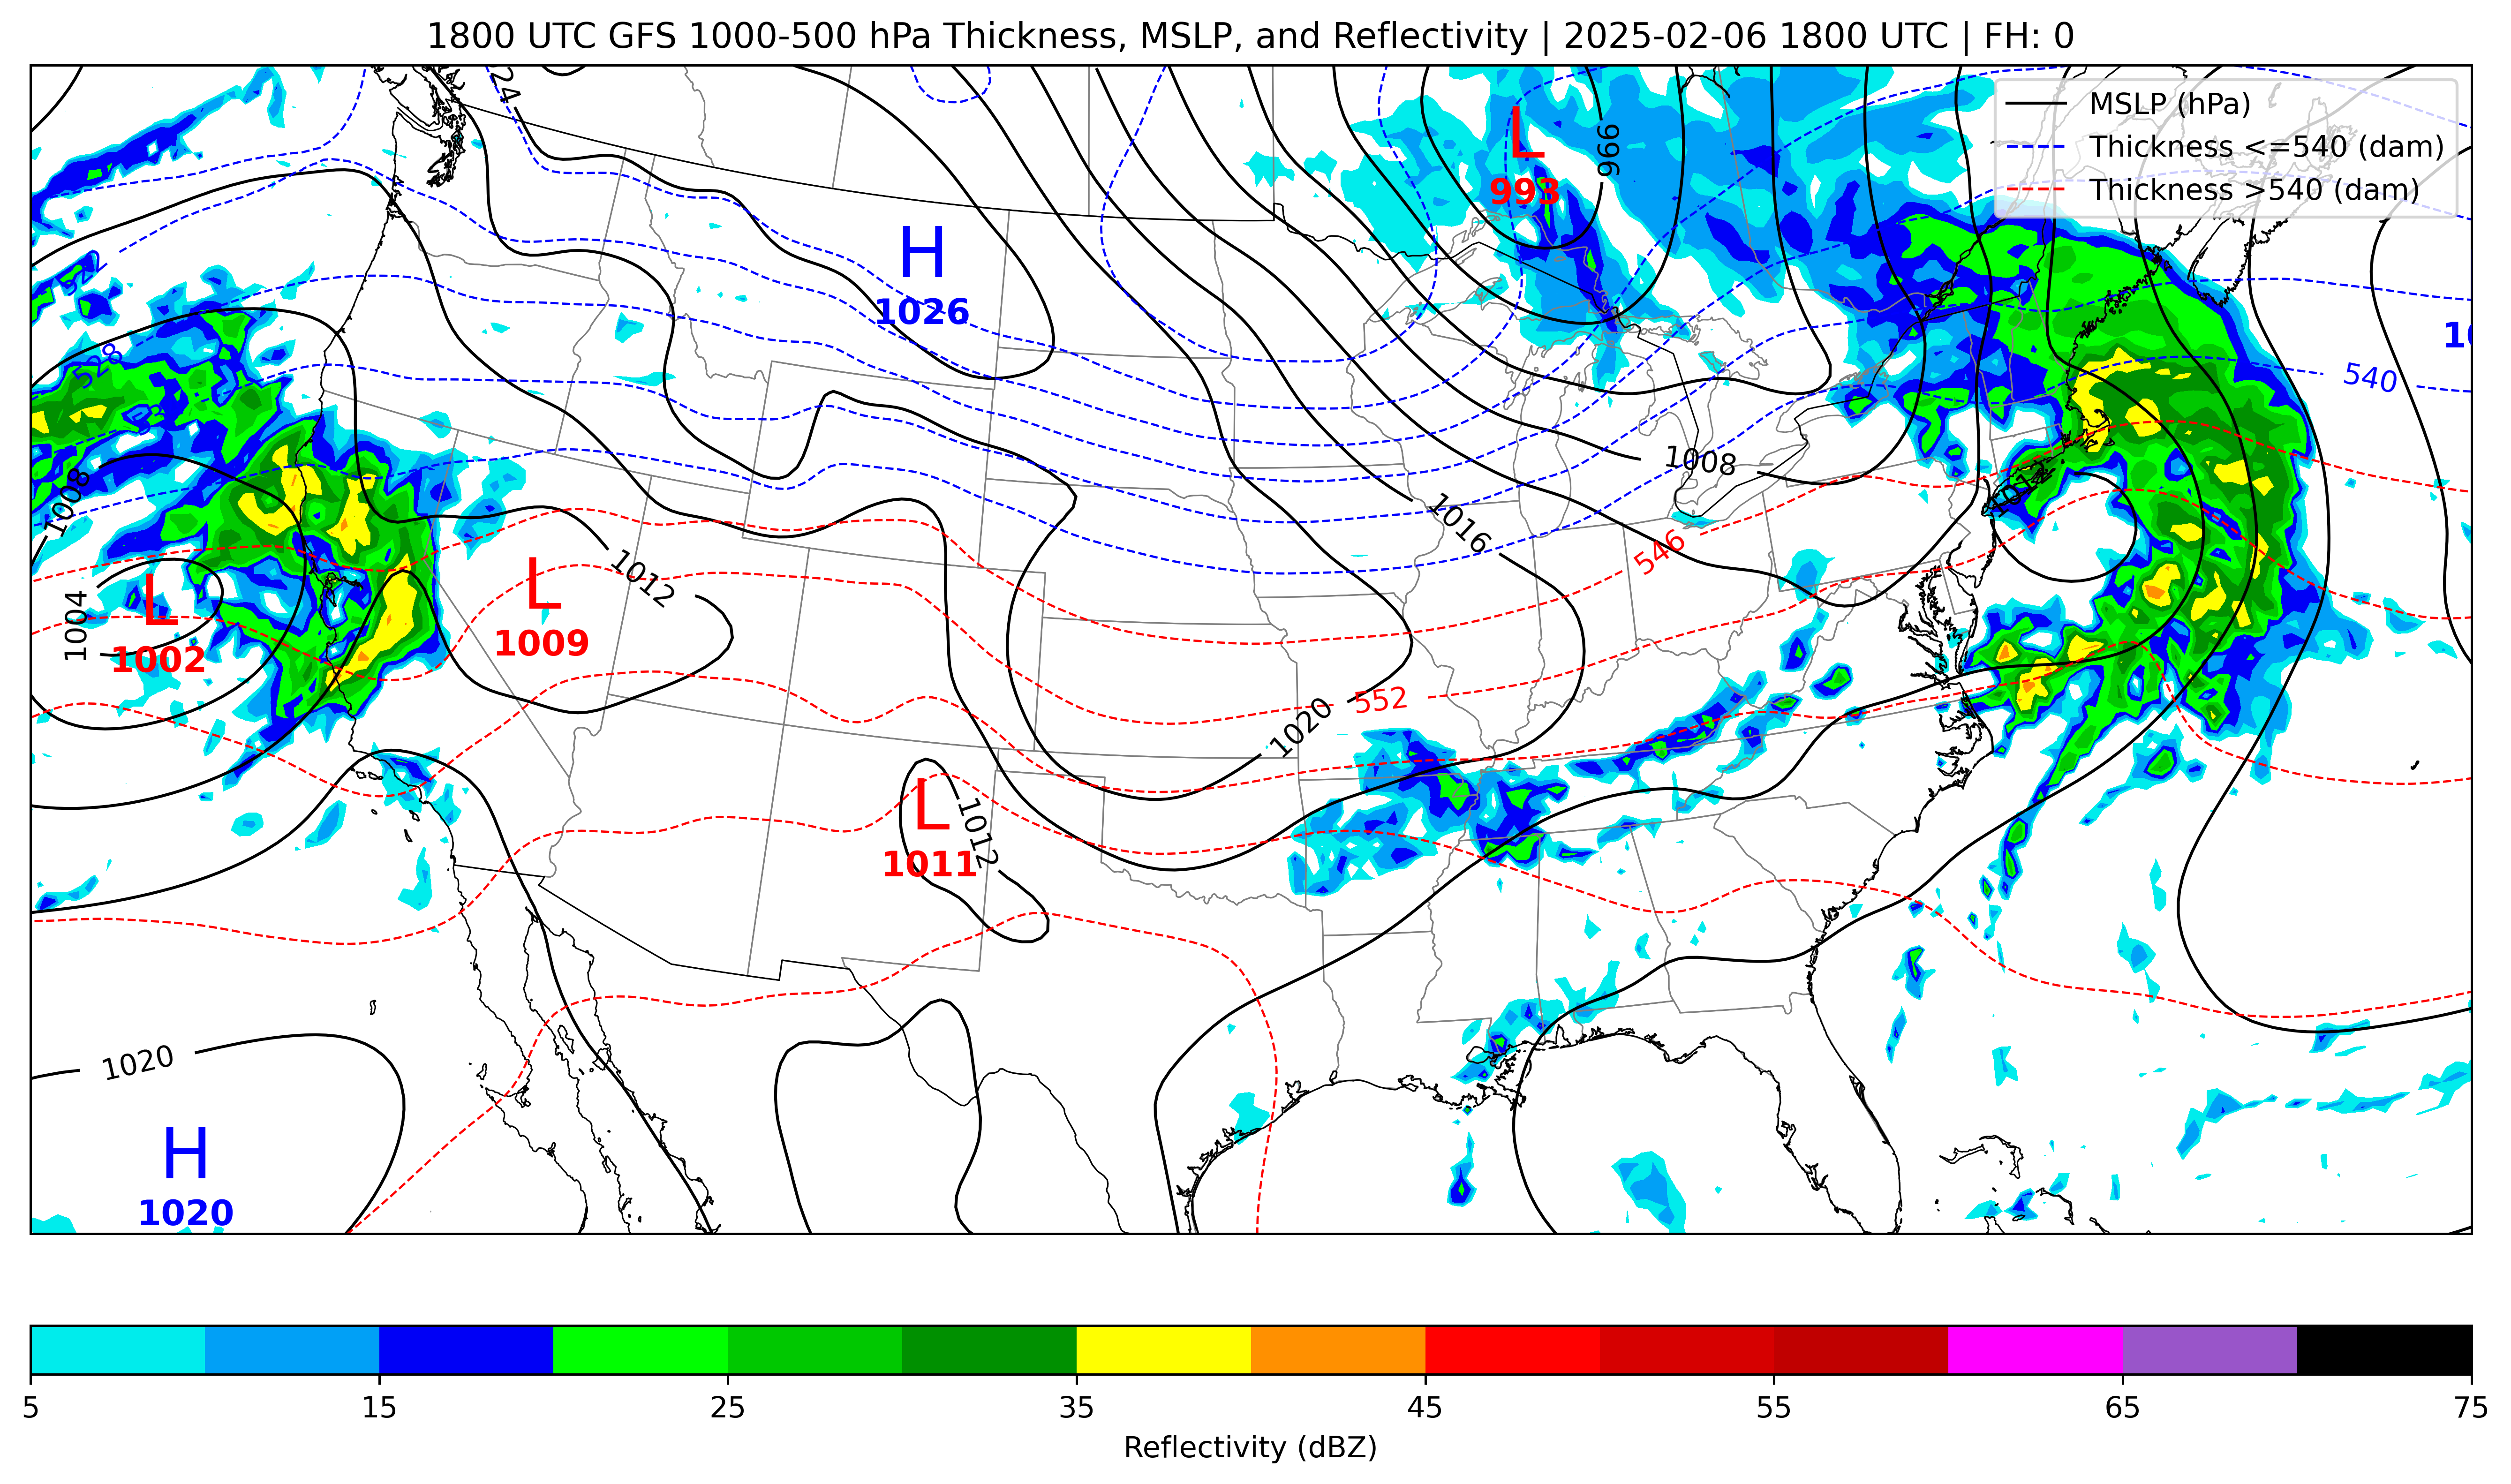 1800 UTC GFS 1000-500 hPa Thickness, MSLP, and Reflectivity | 2025-02-06 1800 UTC | FH: 0
MSLP (hPa)
Thickness <=540 (dam)
Thickness >540 (dam)
24
996
L
993
H
1026
522
528
540
10
1008
1008
1012
1016
546
1004
L
1002
L
1009
1012
552
1020
L
1011
1012
1020
H
1020
5 15 25 35 45 55 65 75
Reflectivity (dBZ)